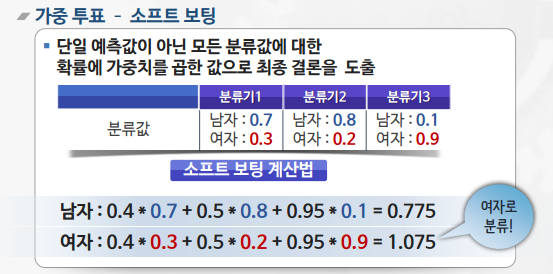 가중 투표 - 소프트 보팅
단일 예측값이 아닌 모든 분류값에 대한
확률에 가중치를 곱한 값으로 최종 결론을 도출
분류기1 분류기2 분류기3
분류값
남자 : 0.7 남자 : 0.8 남자 : 0.1
여자 : 0.3 여자 : 0.2 여자 : 0.9
소프트 보팅 계산법
남자 : 0.4 * 0.7 + 0.5 * 0.8 + 0.95 * 0.1 = 0.775
여자 : 0.4 * 0.3 + 0.5 * 0.2 + 0.95 * 0.9 = 1.075
여자로
분류!